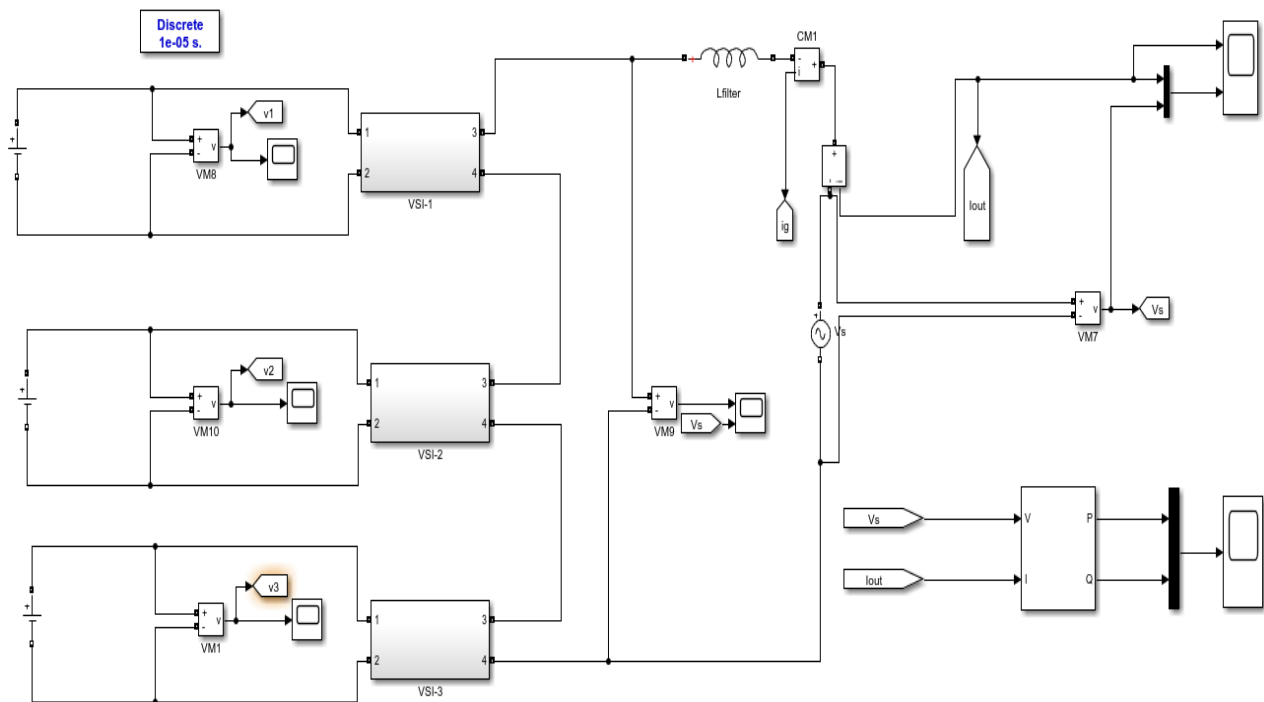 Discrete
1e-05 s.
v1
+
-
v
VM8
1
2
3
4
VSI-1
Lfilter
CM1
-
i
+
ig
+
-
Iout
+
-
v
VM7
Vs
Vs
v2
+
-
v
VM10
1
2
3
4
VSI-2
+
-
v
VM9
Vs
v3
+
-
v
VM1
1
2
3
4
VSI-3
Vs
Iout
V
I
P
Q